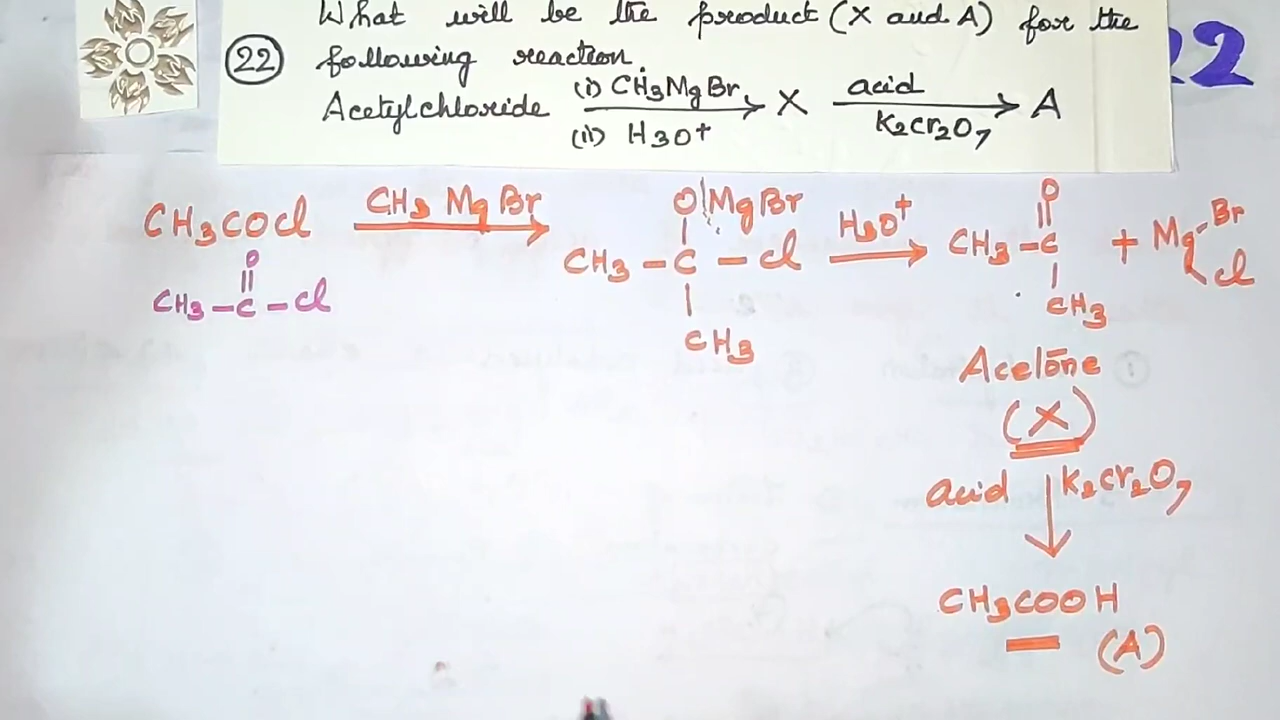 What will be the product (X and A) for the
22 following reaction.
Acetylchloride (i) CH3MgBr (ii) H3O+ → X acid K2Cr2O7 → A
22
CH3COCl CH3 MgBr → OMgBr H3O+ → O
CH3 – C – Cl CH3 – C + Mg Br Cl
O CH3 CH3
CH3 – C – Cl
Acetone
(X)
acid K2Cr2O7
CH3COOH
(A)